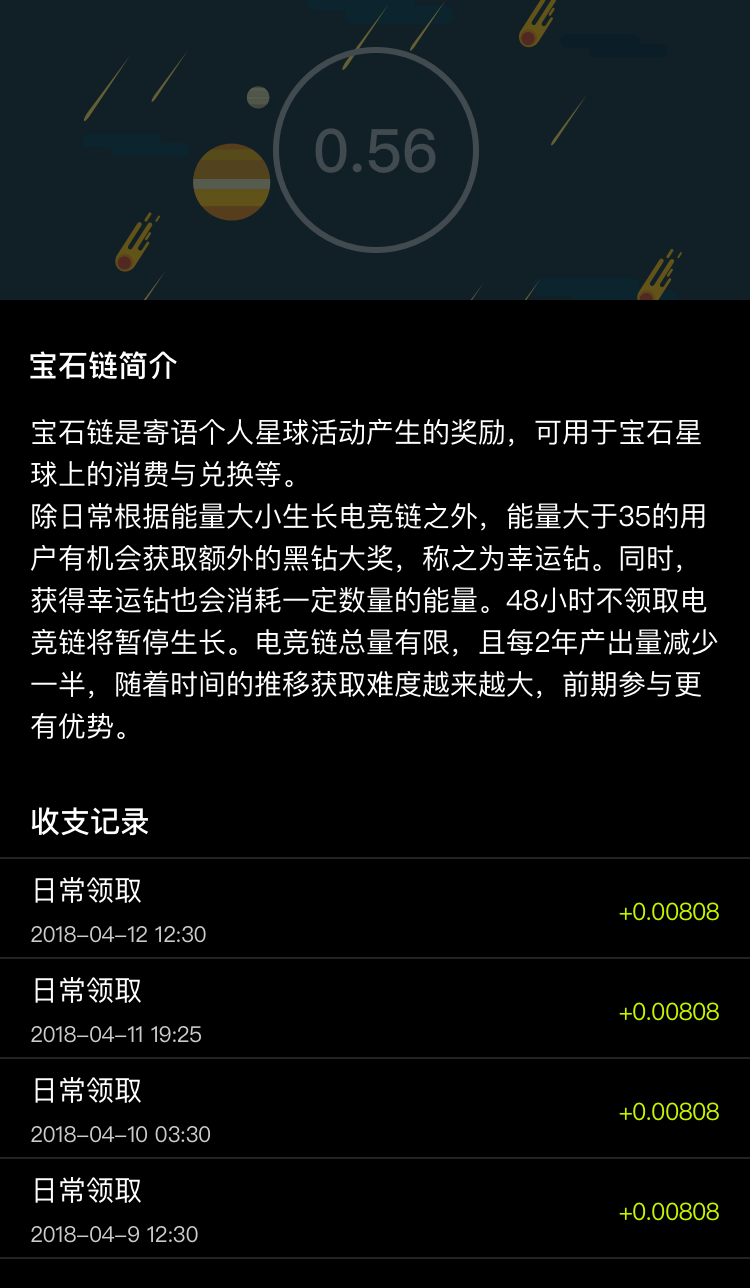 0.56
宝石链简介
宝石链是寄语个人星球活动产生的奖励，可用于宝石星
球上的消费与兑换等。
除日常根据能量大小生长电竞链之外，能量大于35的用
户有机会获取额外的黑钻大奖，称之为幸运钻。同时，
获得幸运钻也会消耗一定数量的能量。48小时不领取电
竞链将暂停生长。电竞链总量有限，且每2年产出量减少
一半，随着时间的推移获取难度越来越大，前期参与更
有优势。
收支记录
日常领取
+0.00808
2018-04-12 12:30
日常领取
+0.00808
2018-04-11 19:25
日常领取
+0.00808
2018-04-10 03:30
日常领取
+0.00808
2018-04-9 12:30